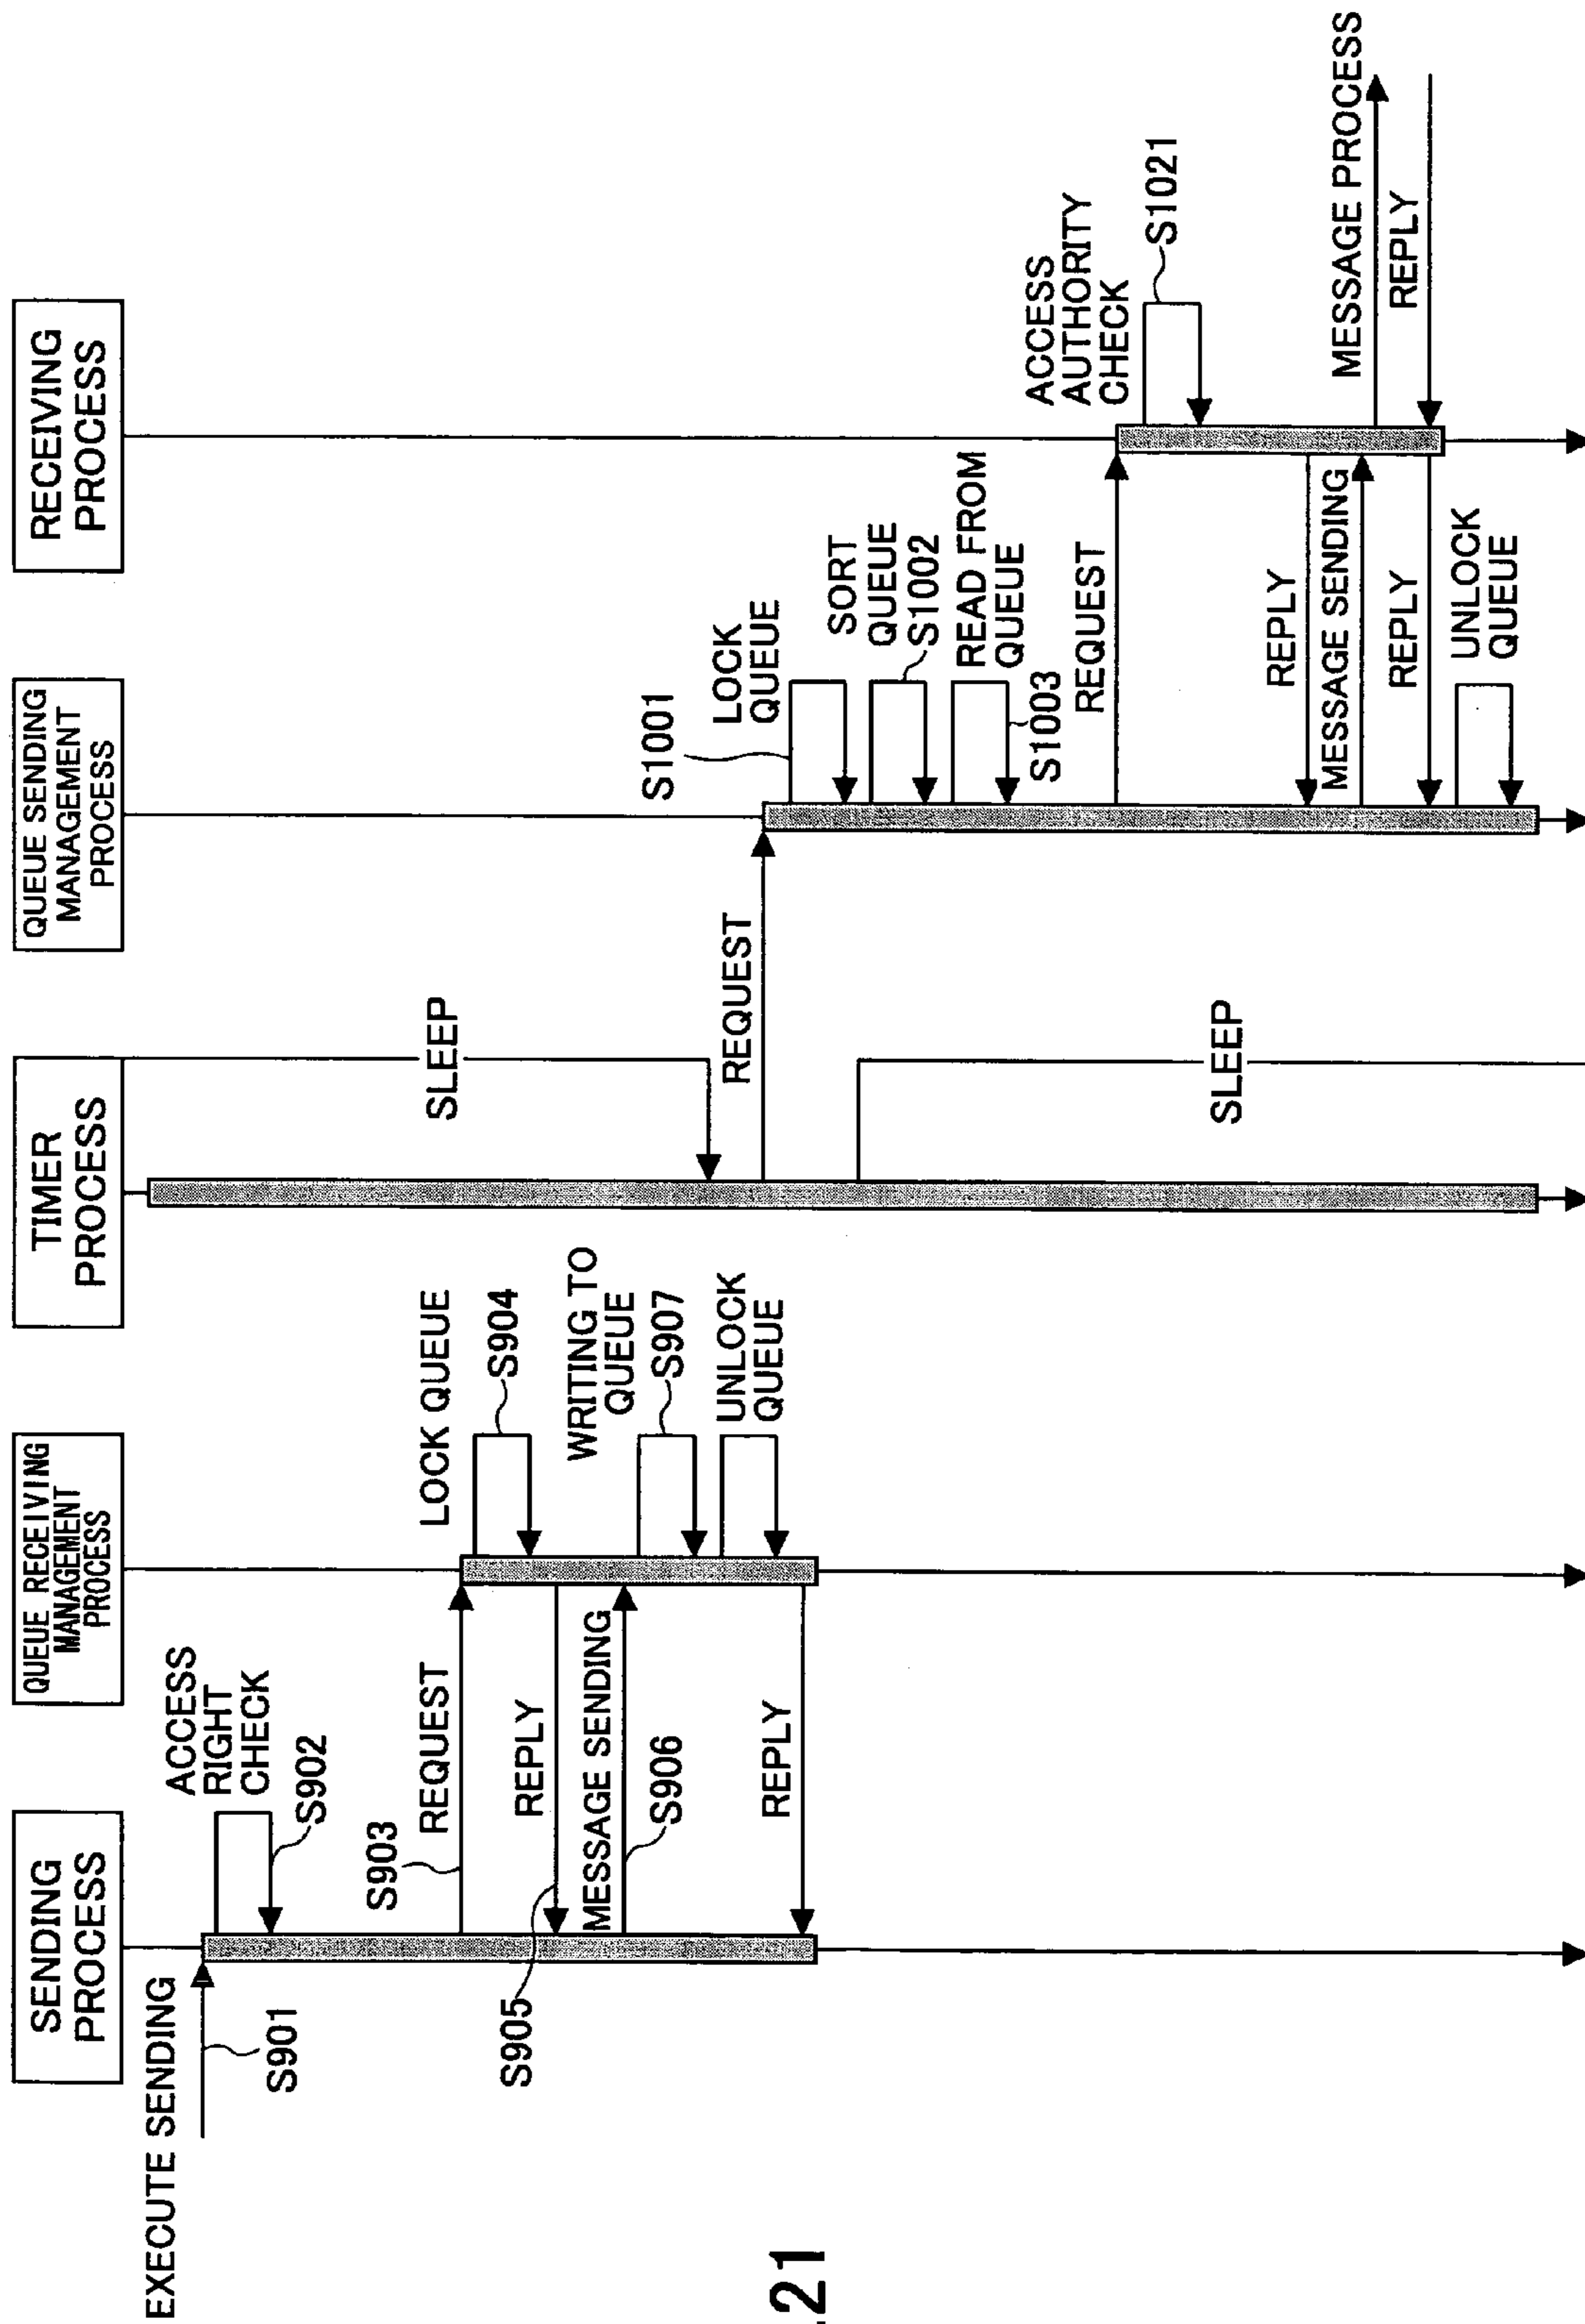 SENDING
PROCESS
QUEUE RECEIVING
MANAGEMENT
PROCESS
TIMER
PROCESS
QUEUE SENDING
MANAGEMENT
PROCESS
RECEIVING
PROCESS
EXECUTE SENDING
S901
ACCESS
RIGHT
CHECK
S902
S903
REQUEST
LOCK QUEUE
S904
REPLY
S905
MESSAGE SENDING
S906
WRITING TO
QUEUE
S907
UNLOCK
QUEUE
REPLY
SLEEP
REQUEST
SLEEP
S1001
LOCK
QUEUE
SORT
QUEUE
S1002
READ FROM
QUEUE
S1003
REQUEST
ACCESS
AUTHORITY
CHECK
S1021
REPLY
MESSAGE SENDING
MESSAGE PROCESS
REPLY
REPLY
UNLOCK
QUEUE
21